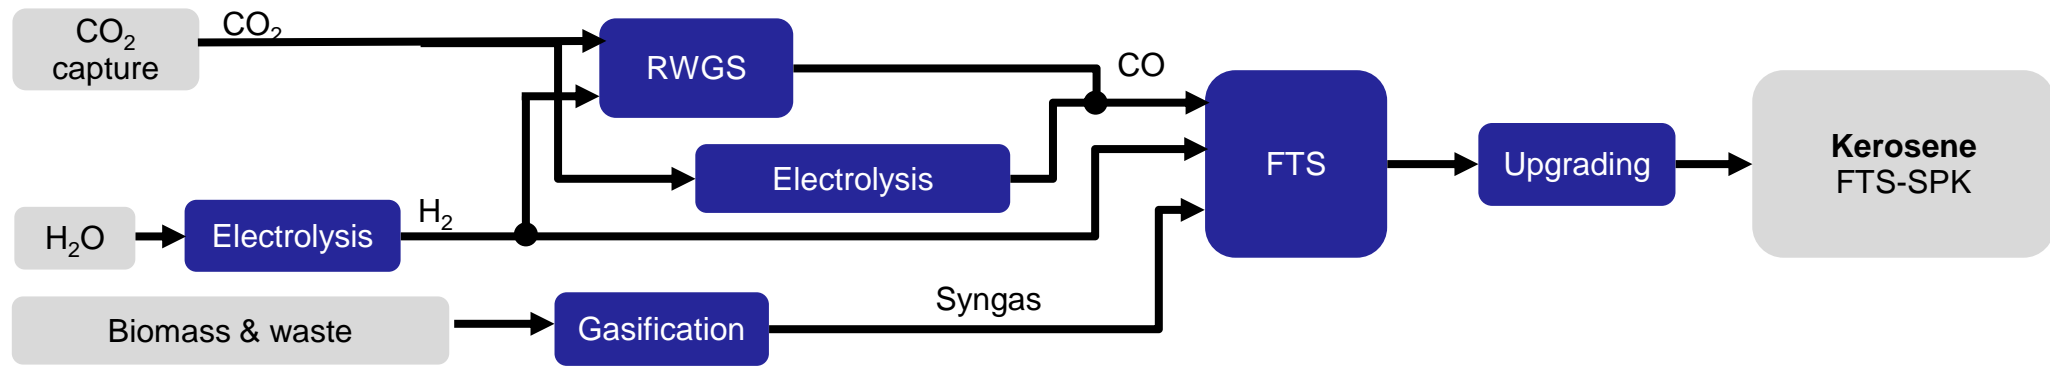 CO₂
capture
CO₂
RWGS
CO
Electrolysis
H₂O
Electrolysis
H₂
FTS
Upgrading
Kerosene
FTS-SPK
Biomass & waste
Gasification
Syngas